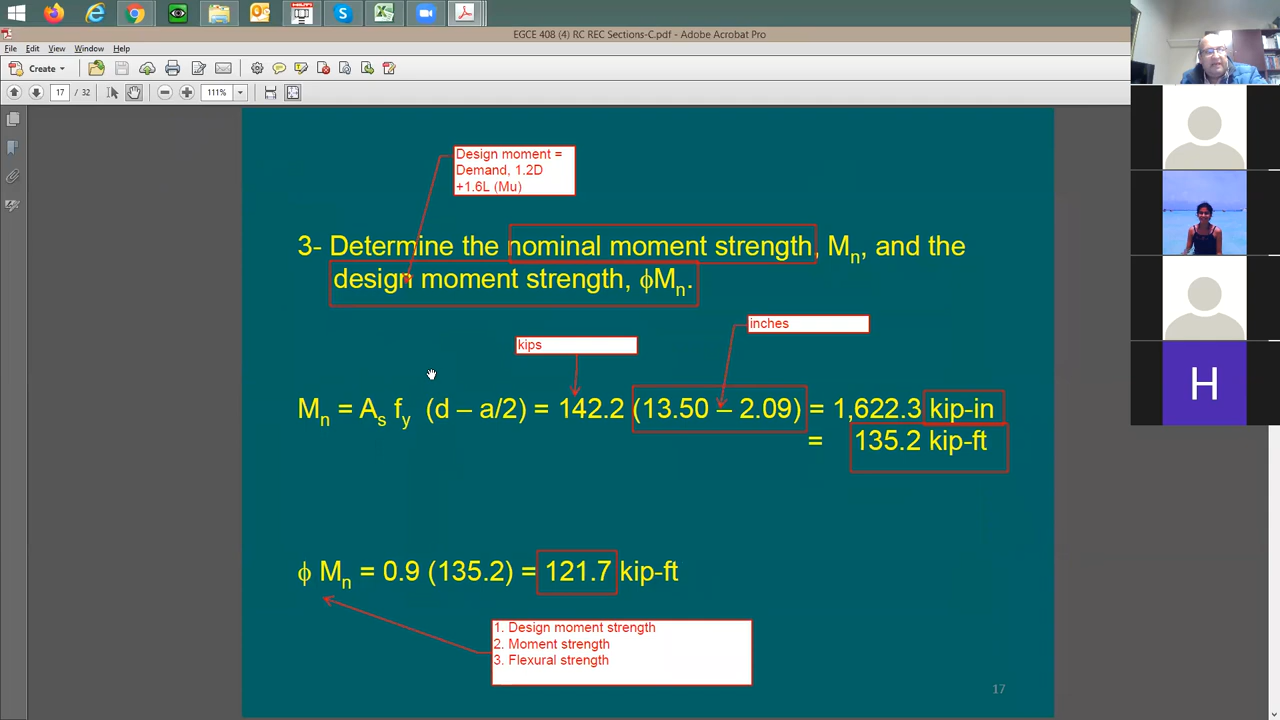 EGCE 408 (4) RC REC Sections-C.pdf - Adobe Acrobat Pro
File Edit View Window Help
Create
17 / 32 111%
Design moment =
Demand, 1.2D
+1.6L (Mu)
3- Determine the nominal moment strength, Mn, and the
design moment strength, ϕMn.
inches
kips
Mn = As fy (d – a/2) = 142.2 (13.50 – 2.09) = 1,622.3 kip-in
= 135.2 kip-ft
ϕ Mn = 0.9 (135.2) = 121.7 kip-ft
1. Design moment strength
2. Moment strength
3. Flexural strength
17
H